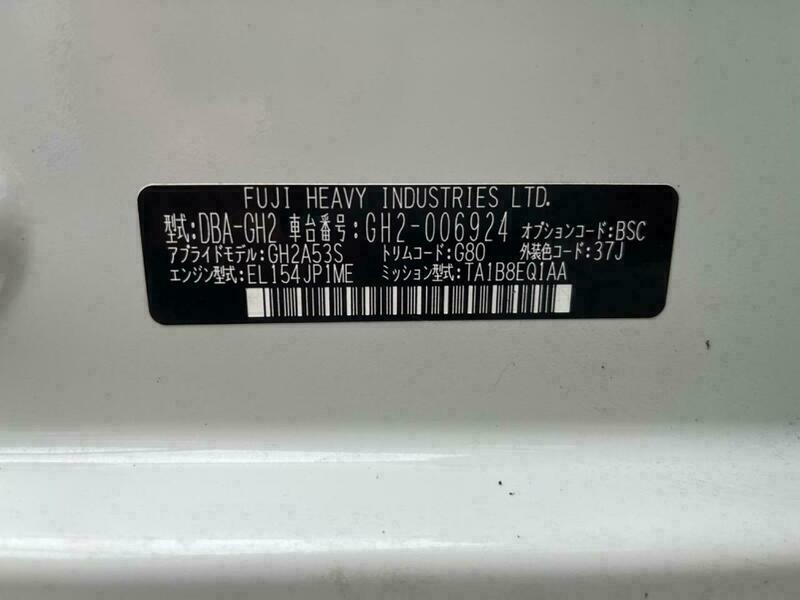 FUJI HEAVY INDUSTRIES LTD.
型式:DBA-GH2 車台番号:GH2-006924 オプションコード:BSC
アプライドモデル:GH2A53S トリムコード:G80 外装色コード:37J
エンジン型式:EL154JP1ME ミッション型式:TA1B8EQ1AA